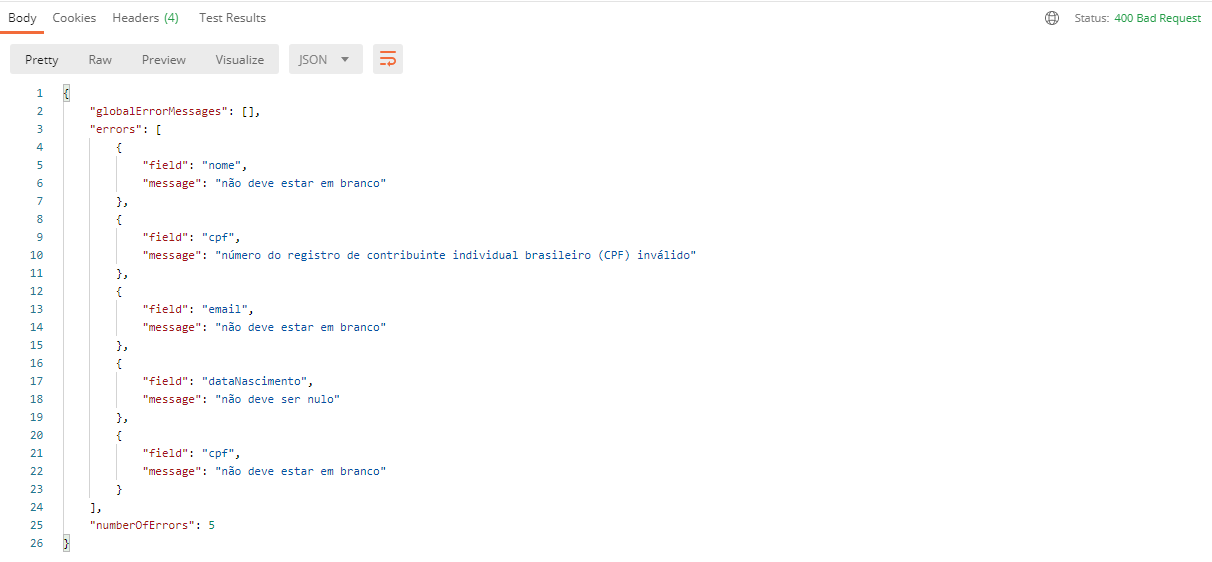 Body Cookies Headers (4) Test Results Status: 400 Bad Request
Pretty Raw Preview Visualize JSON
1 {
2 "globalErrorMessages": [],
3 "errors": [
4 {
5 "field": "nome",
6 "message": "não deve estar em branco"
7 },
8 {
9 "field": "cpf",
10 "message": "número do registro de contribuinte individual brasileiro (CPF) inválido"
11 },
12 {
13 "field": "email",
14 "message": "não deve estar em branco"
15 },
16 {
17 "field": "dataNascimento",
18 "message": "não deve ser nulo"
19 },
20 {
21 "field": "cpf",
22 "message": "não deve estar em branco"
23 }
24 ],
25 "numberOfErrors": 5
26 }